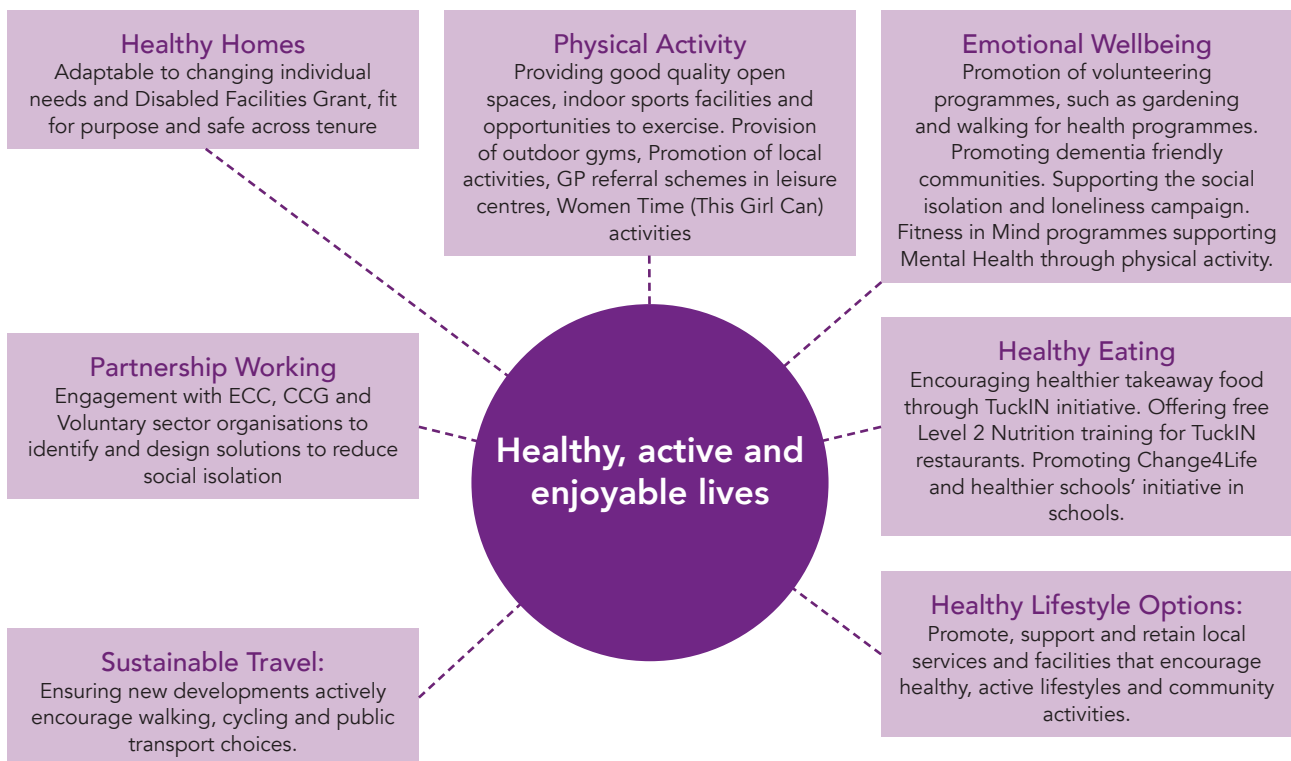 Healthy Homes
Adaptable to changing individual
needs and Disabled Facilities Grant, fit
for purpose and safe across tenure
Physical Activity
Providing good quality open
spaces, indoor sports facilities and
opportunities to exercise. Provision
of outdoor gyms, Promotion of local
activities, GP referral schemes in leisure
centres, Women Time (This Girl Can)
activities
Emotional Wellbeing
Promotion of volunteering
programmes, such as gardening
and walking for health programmes.
Promoting dementia friendly
communities. Supporting the social
isolation and loneliness campaign.
Fitness in Mind programmes supporting
Mental Health through physical activity.
Partnership Working
Engagement with ECC, CCG and
Voluntary sector organisations to
identify and design solutions to reduce
social isolation
Healthy, active and
enjoyable lives
Healthy Eating
Encouraging healthier takeaway food
through TuckIN initiative. Offering free
Level 2 Nutrition training for TuckIN
restaurants. Promoting Change4Life
and healthier schools’ initiative in
schools.
Sustainable Travel:
Ensuring new developments actively
encourage walking, cycling and public
transport choices.
Healthy Lifestyle Options:
Promote, support and retain local
services and facilities that encourage
healthy, active lifestyles and community
activities.